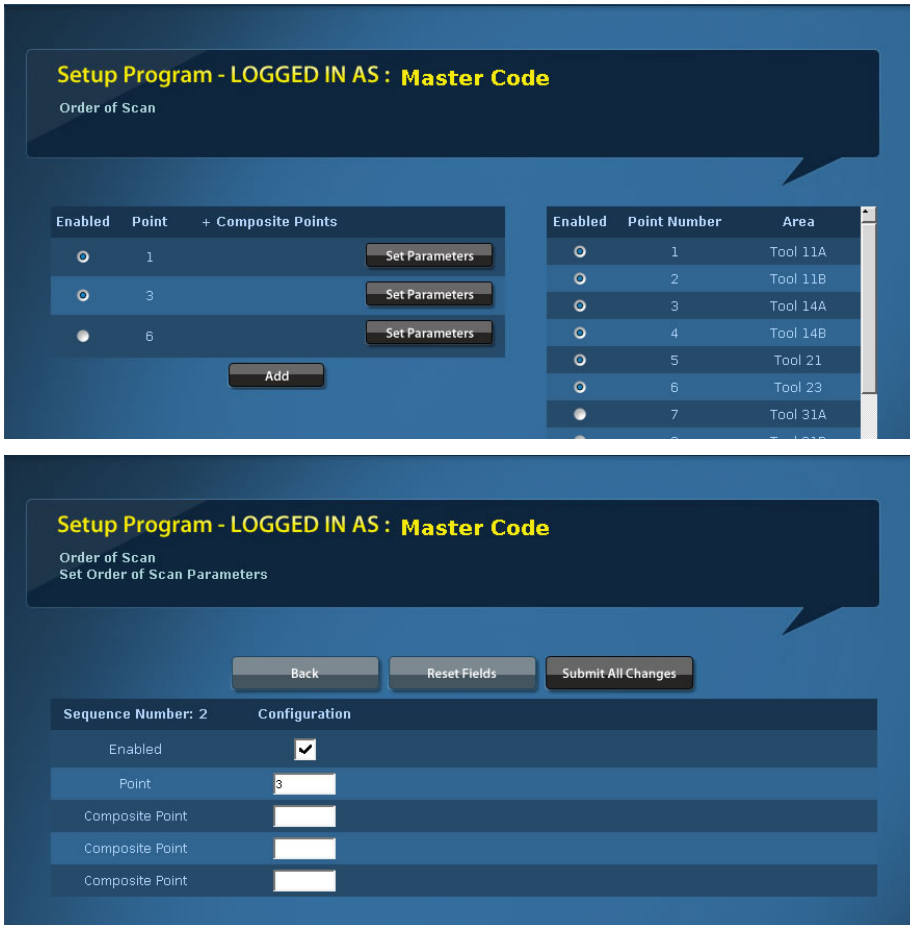 Setup Program - LOGGED IN AS : Master Code
Order of Scan
Enabled Point + Composite Points
1 Set Parameters
3 Set Parameters
6 Set Parameters
Add
Enabled Point Number Area
1 Tool 11A
2 Tool 11B
3 Tool 14A
4 Tool 14B
5 Tool 21
6 Tool 23
7 Tool 31A
Setup Program - LOGGED IN AS : Master Code
Order of Scan
Set Order of Scan Parameters
Back Reset Fields Submit All Changes
Sequence Number: 2 Configuration
Enabled
Point 3
Composite Point
Composite Point
Composite Point